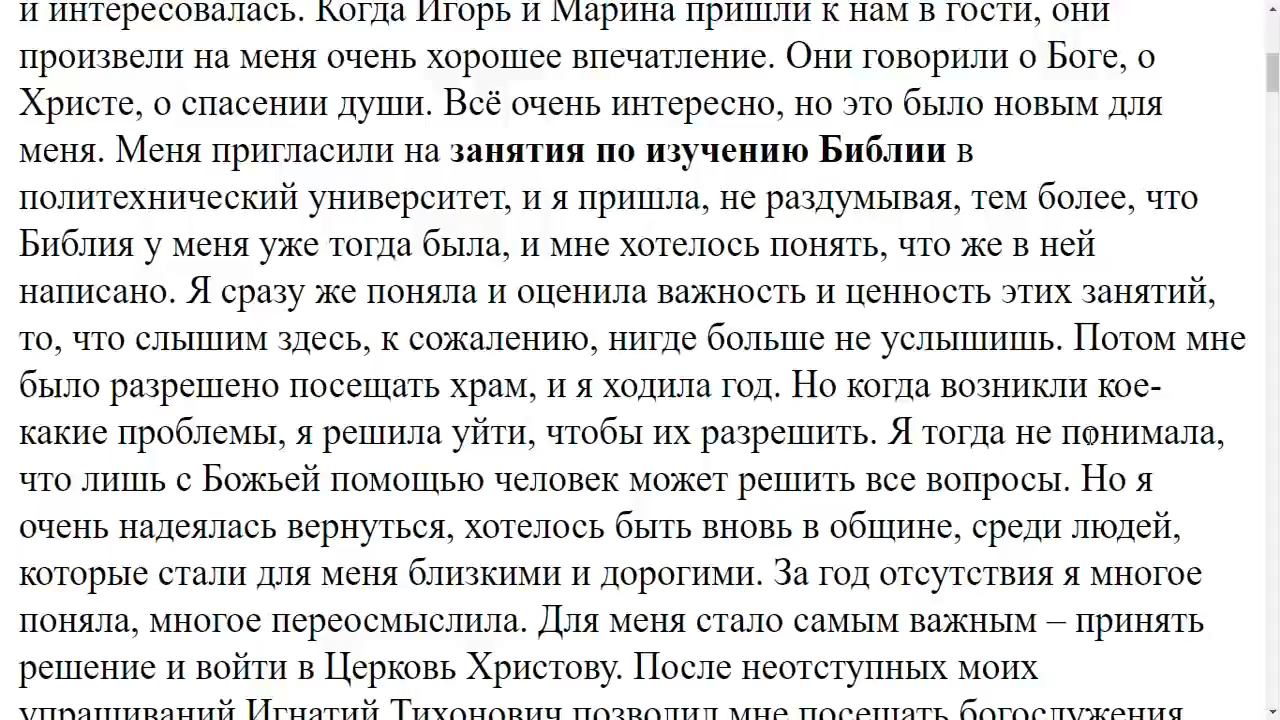 и интересовалась. Когда Игорь и Марина пришли к нам в гости, они
произвели на меня очень хорошее впечатление. Они говорили о Боге, о
Христе, о спасении души. Всё очень интересно, но это было новым для
меня. Меня пригласили на занятия по изучению Библии в
политехнический университет, и я пришла, не раздумывая, тем более, что
Библия у меня уже тогда была, и мне хотелось понять, что же в ней
написано. Я сразу же поняла и оценила важность и ценность этих занятий,
то, что слышим здесь, к сожалению, нигде больше не услышишь. Потом мне
было разрешено посещать храм, и я ходила год. Но когда возникли кое-
какие проблемы, я решила уйти, чтобы их разрешить. Я тогда не понимала,
что лишь с Божьей помощью человек может решить все вопросы. Но я
очень надеялась вернуться, хотелось быть вновь в общине, среди людей,
которые стали для меня близкими и дорогими. За год отсутствия я многое
поняла, многое переосмыслила. Для меня стало самым важным – принять
решение и войти в Церковь Христову. После неотступных моих
упрашиваний Игнатий Тихонович позволил мне посещать богослужения